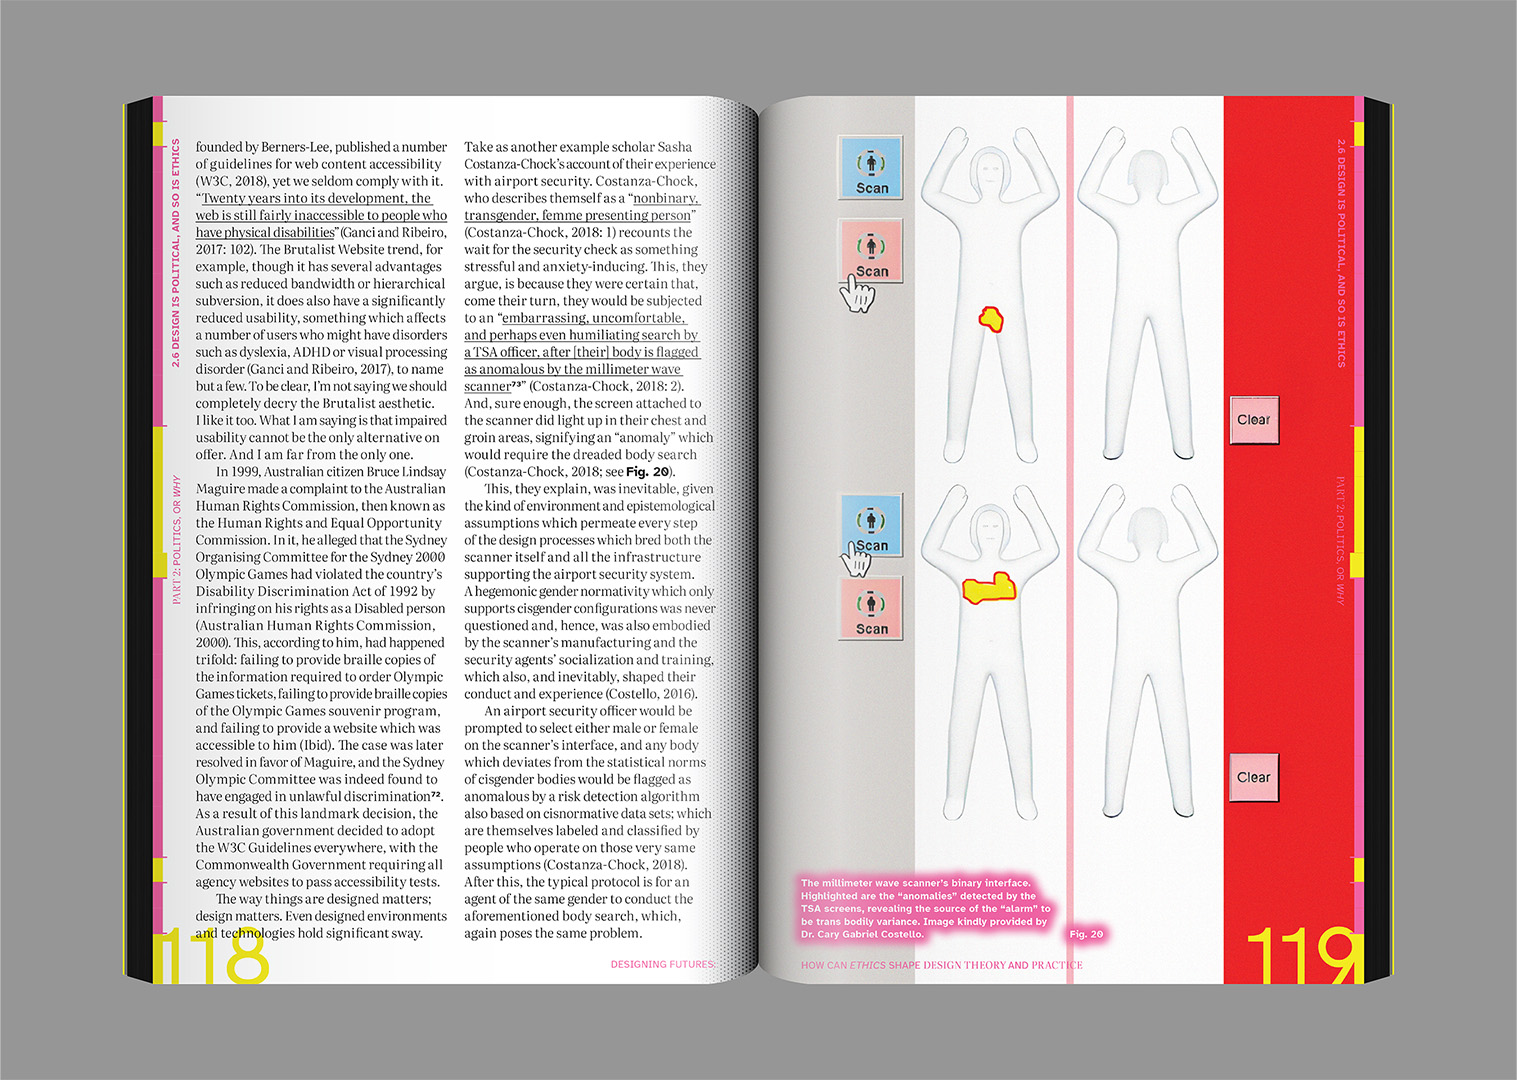 2.6 DESIGN IS POLITICAL, AND SO IS ETHICS
PART 2: POLITICS, OR WHY
founded by Berners-Lee, published a number
of guidelines for web content accessibility
(W3C, 2018), yet we seldom comply with it.
“Twenty years into its development, the
web is still fairly inaccessible to people who
have physical disabilities” (Ganci and Ribeiro,
2017: 102). The Brutalist Website trend, for
example, though it has several advantages
such as reduced bandwidth or hierarchical
subversion, it does also have a significantly
reduced usability, something which affects
a number of users who might have disorders
such as dyslexia, ADHD or visual processing
disorder (Ganci and Ribeiro, 2017), to name
but a few. To be clear, I’m not saying we should
completely decry the Brutalist aesthetic.
I like it too. What I am saying is that impaired
usability cannot be the only alternative on
offer. And I am far from the only one.
In 1999, Australian citizen Bruce Lindsay
Maguire made a complaint to the Australian
Human Rights Commission, then known as
the Human Rights and Equal Opportunity
Commission. In it, he alleged that the Sydney
Organising Committee for the Sydney 2000
Olympic Games had violated the country’s
Disability Discrimination Act of 1992 by
infringing on his rights as a Disabled person
(Australian Human Rights Commission,
2000). This, according to him, had happened
trifold: failing to provide braille copies of
the information required to order Olympic
Games tickets, failing to provide braille copies
of the Olympic Games souvenir program,
and failing to provide a website which was
accessible to him (Ibid). The case was later
resolved in favor of Maguire, and the Sydney
Olympic Committee was indeed found to
have engaged in unlawful discrimination72.
As a result of this landmark decision, the
Australian government decided to adopt
the W3C Guidelines everywhere, with the
Commonwealth Government requiring all
agency websites to pass accessibility tests.
The way things are designed matters;
design matters. Even designed environments
and technologies hold significant sway.
118
Take as another example scholar Sasha
Costanza-Chock’s account of their experience
with airport security. Costanza-Chock,
who describes themself as a “nonbinary,
transgender, femme presenting person”
(Costanza-Chock, 2018: 1) recounts the
wait for the security check as something
stressful and anxiety-inducing. This, they
argue, is because they were certain that,
come their turn, they would be subjected
to an “embarrassing, uncomfortable,
and perhaps even humiliating search by
a TSA officer, after [their] body is flagged
as anomalous by the millimeter wave
scanner73” (Costanza-Chock, 2018: 2).
And, sure enough, the screen attached to
the scanner did light up in their chest and
groin areas, signifying an “anomaly” which
would require the dreaded body search
(Costanza-Chock, 2018; see Fig. 20).
This, they explain, was inevitable, given
the kind of environment and epistemological
assumptions which permeate every step
of the design processes which bred both the
scanner itself and all the infrastructure
supporting the airport security system.
A hegemonic gender normativity which only
supports cisgender configurations was never
questioned and, hence, was also embodied
by the scanner’s manufacturing and the
security agents’ socialization and training,
which also, and inevitably, shaped their
conduct and experience (Costello, 2016).
An airport security officer would be
prompted to select either male or female
on the scanner’s interface, and any body
which deviates from the statistical norms
of cisgender bodies would be flagged as
anomalous by a risk detection algorithm
also based on cisnormative data sets; which
are themselves labeled and classified by
people who operate on those very same
assumptions (Costanza-Chock, 2018).
After this, the typical protocol is for an
agent of the same gender to conduct the
aforementioned body search, which,
again poses the same problem.
DESIGNING FUTURES:
Scan
Scan
Clear
Scan
Scan
Clear
The millimeter wave scanner’s binary interface.
Highlighted are the “anomalies” detected by the
TSA screens, revealing the source of the “alarm” to
be trans bodily variance. Image kindly provided by
Dr. Cary Gabriel Costello.
Fig. 20
HOW CAN ETHICS SHAPE DESIGN THEORY AND PRACTICE
119
2.6 DESIGN IS POLITICAL, AND SO IS ETHICS
PART 2: POLITICS, OR WHY